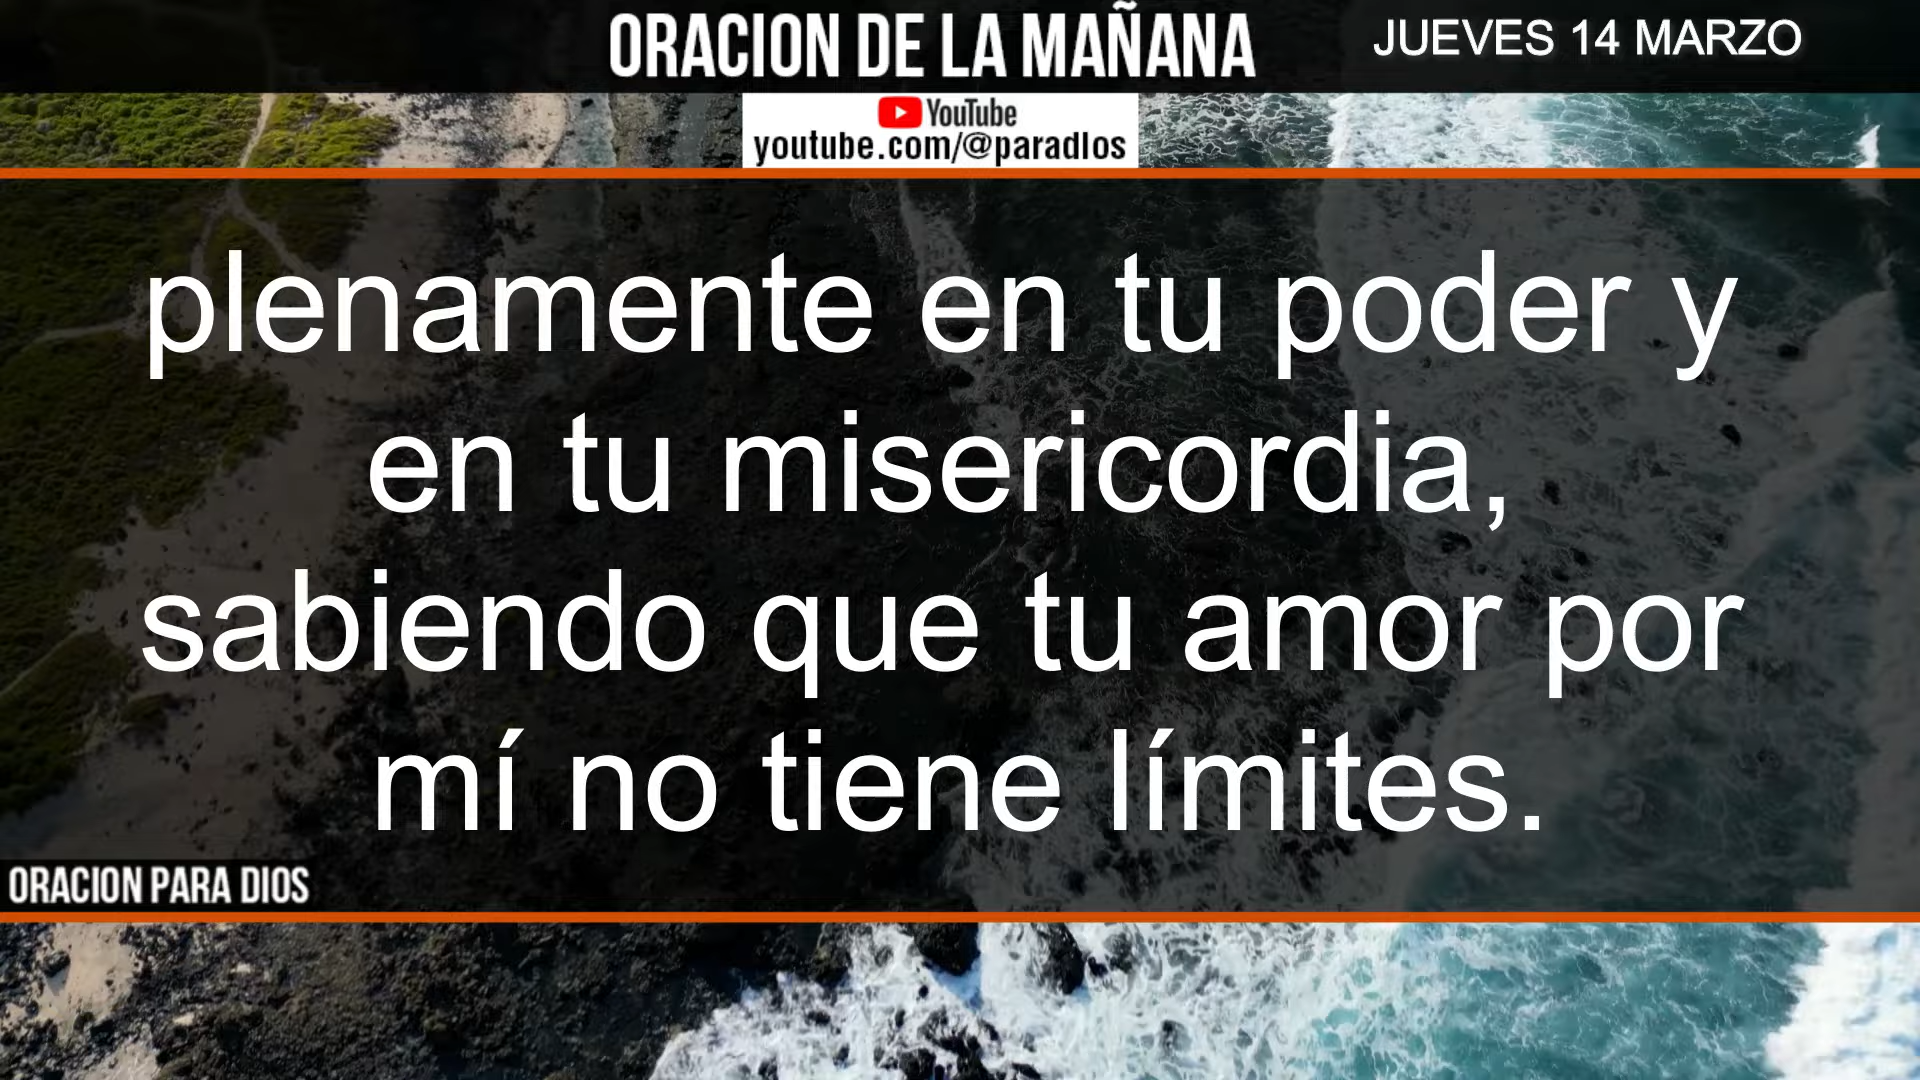 ORACION DE LA MAÑANA
JUEVES 14 MARZO
YouTube
youtube.com/@paradIos
plenamente en tu poder y
en tu misericordia,
sabiendo que tu amor por
mí no tiene límites.
ORACION PARA DIOS